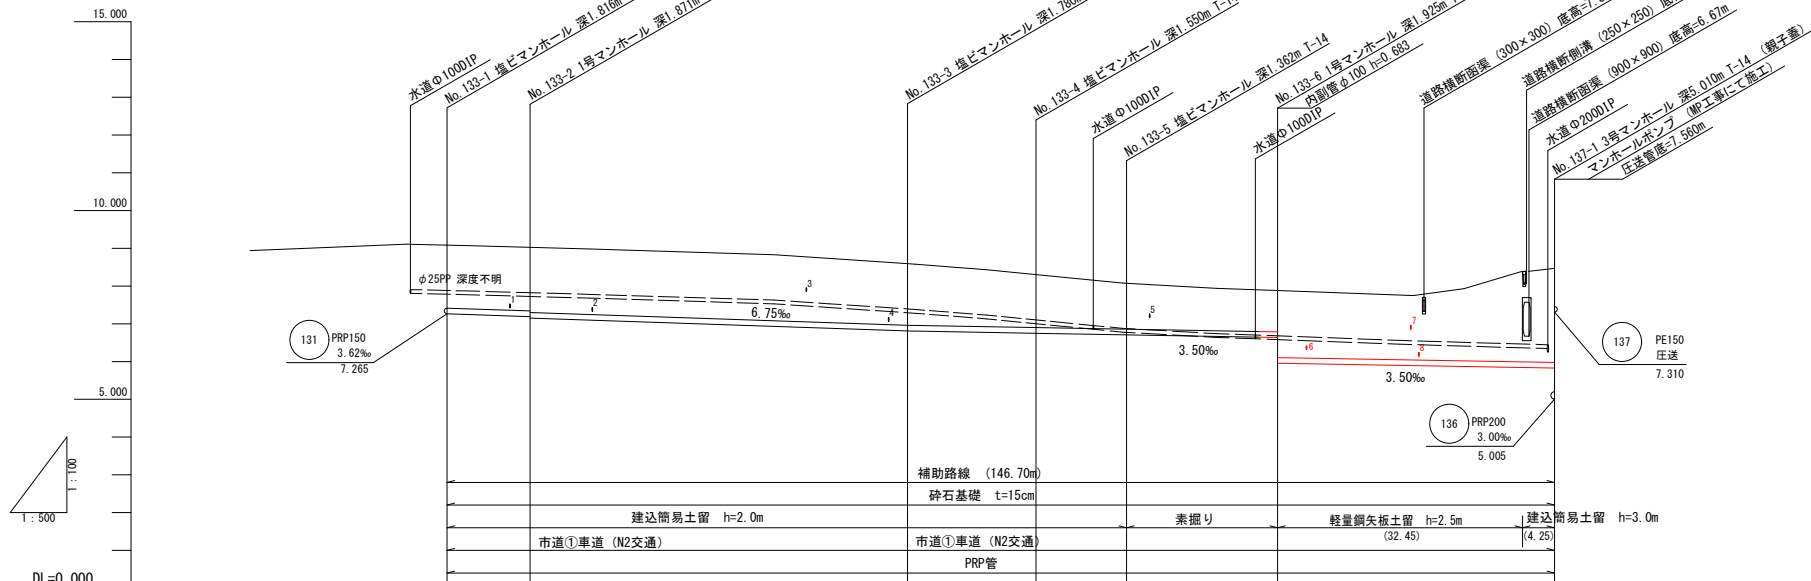 15.000
10.000
5.000
DL=0.000
1:100
1:500
水道Φ100DIP
No.133-1 塩ビマンホール 深1.816m
No.133-2 1号マンホール 深1.871m
No.133-3 塩ビマンホール 深1.780m
No.133-4 塩ビマンホール 深1.550m
水道Φ100DIP
No.133-5 塩ビマンホール 深1.362m T-14
水道Φ100DIP
No.133-6 1号マンホール 深1.925m
内副管φ100 h=0.683
道路横断函渠 (300×300) 底高=7.
道路横断側溝 (250×250)
道路横断函渠 (900×900) 底高=6.67m
水道Φ200DIP
No.137-1 3号マンホール 深5.010m T-14 (親子蓋)
マンホールポンプ (MP工事にて施工)
圧送管底=7.560m
φ25PP 深度不明
1
2
3
4
5
6
7
8
6.75‰
3.50‰
3.50‰
131
PRP150
3.62‰
7.265
137
PE150
圧送
7.310
136
PRP200
3.00‰
5.005
補助路線 (146.70m)
砕石基礎 t=15cm
建込簡易土留 h=2.0m
素掘り
軽量鋼矢板土留 h=2.5m
(32.45)
建込簡易土留 h=3.0m
(4.25)
市道①車道 (N2交通)
市道①車道 (N2交通)
PRP管